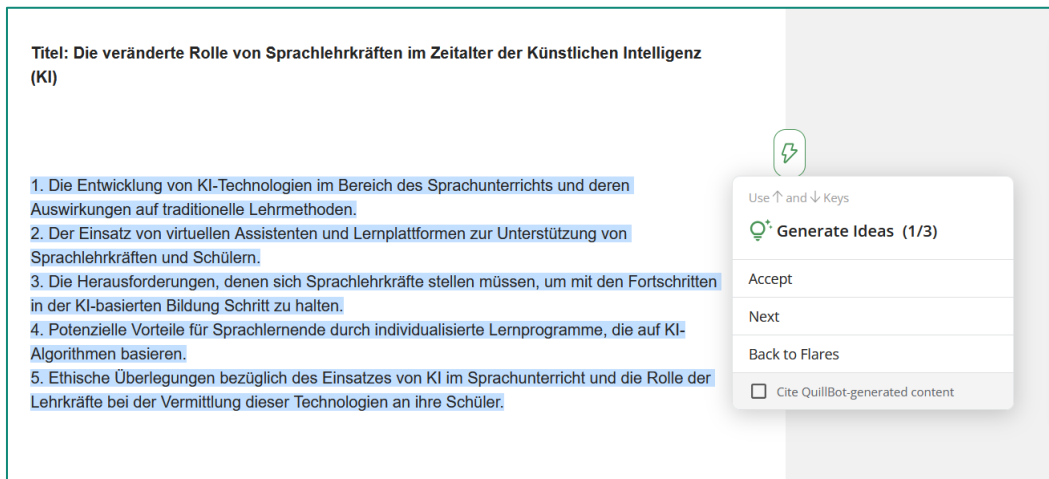 Titel: Die veränderte Rolle von Sprachlehrkräften im Zeitalter der Künstlichen Intelligenz
(KI)
1. Die Entwicklung von KI-Technologien im Bereich des Sprachunterrichts und deren
Auswirkungen auf traditionelle Lehrmethoden.
2. Der Einsatz von virtuellen Assistenten und Lernplattformen zur Unterstützung von
Sprachlehrkräften und Schülern.
3. Die Herausforderungen, denen sich Sprachlehrkräfte stellen müssen, um mit den Fortschritten
in der KI-basierten Bildung Schritt zu halten.
4. Potenzielle Vorteile für Sprachlernende durch individualisierte Lernprogramme, die auf KI-
Algorithmen basieren.
5. Ethische Überlegungen bezüglich des Einsatzes von KI im Sprachunterricht und die Rolle der
Lehrkräfte bei der Vermittlung dieser Technologien an ihre Schüler.
Use ↑ and ↓ Keys
Generate Ideas (1/3)
Accept
Next
Back to Flares
Cite QuillBot-generated content